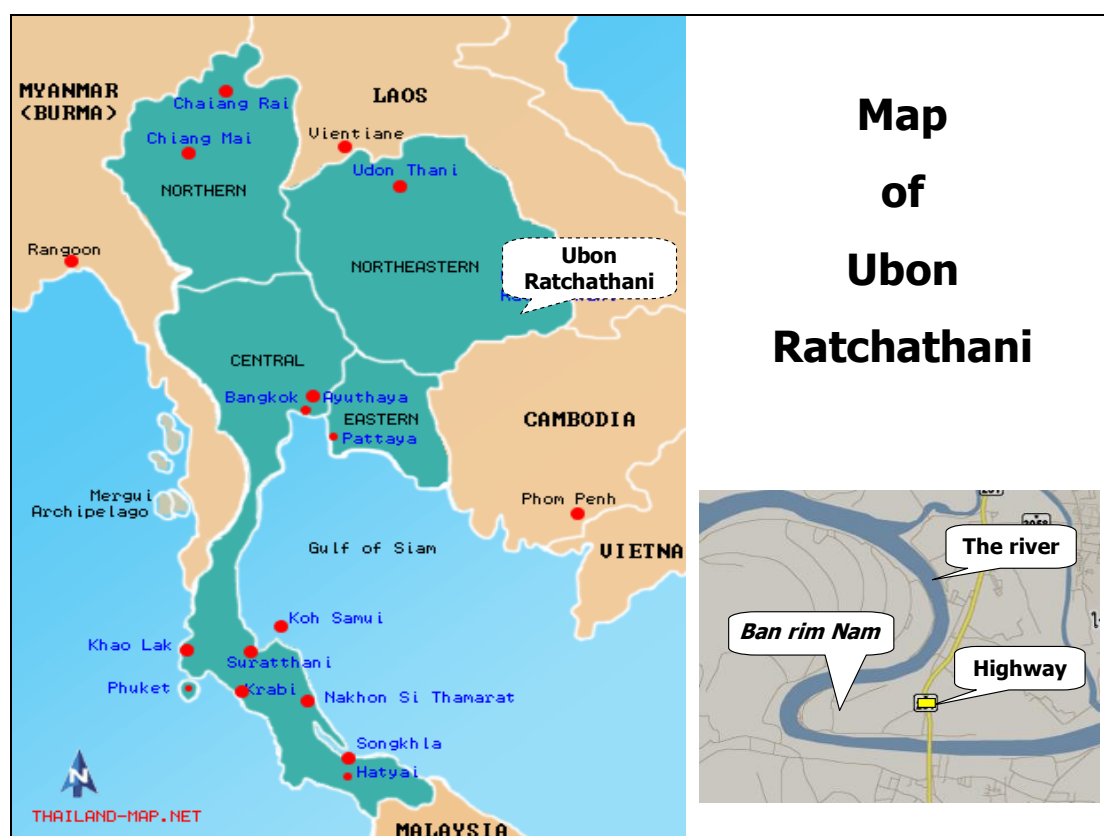 MYANMAR
(BURMA)
LAOS
Chaiang Rai
Chiang Mai
Vientiane
Udon Thani
NORTHERN
Rangoon
NORTHEASTERN
Ubon
Ratchathani
CENTRAL
Bangkok
Ayuthaya
EASTERN
Pattaya
CAMBODIA
Mergui
Archipelago
Phom Penh
Gulf of Siam
VIETNA
Koh Samui
Khao Lak
Suratthani
Phuket
Krabi
Nakhon Si Thamarat
Songkhla
Hatyai
N
THAILAND-MAP.NET
MALAYSIA
Map
of
Ubon
Ratchathani
The river
Ban rim Nam
Highway